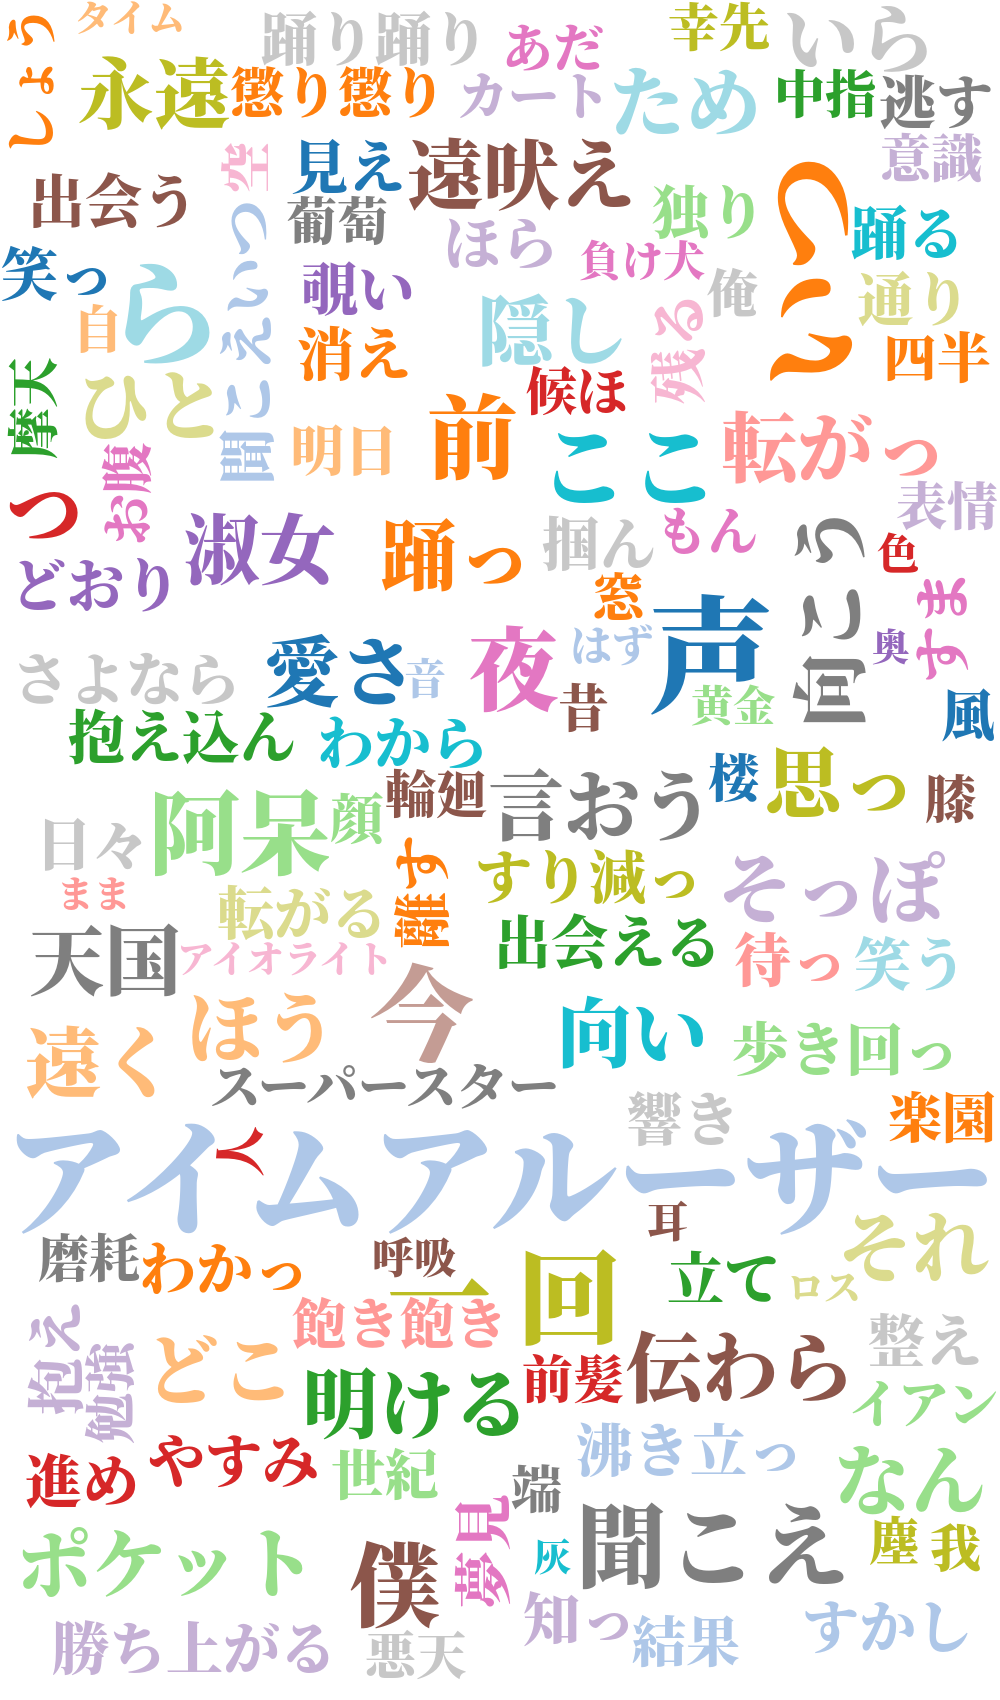 しょう
タイム
踊り踊り
あだ
幸先
いら
永遠
懲り懲り
カート
ため
中指
逃す
意識
出会う
空
見え
遠吠え
独り
葡萄
ほら
踊る
笑っ
ら
聞こえいつ
覗い
負け犬
俺
通り
自
消え
隠し
残る
四半
摩天
ひと
候ほ
前
明日
ここ
転がっ
お腹
つ
淑女
踊っ
掴ん
もん
表情
どおり
窓
色
向こう
すま
さよなら
愛さ
音
夜
はず
声
奥
昔
黄金
風
抱え込ん
わから
輪廻
言おう
楼
思っ
膝
日々
阿呆
顔
まま
転がる
離す
すり減っ
そっぽ
天国
アイオライト
出会える
待っ
笑う
今
遠く
ほう
向い
歩き回っ
スーパースター
響き
楽園
アイムアルーザー
耳
磨耗
わかっ
呼吸
一回
立て
ロス
それ
抱え
勉強
どこ
飽き飽き
伝わら
整え
明ける
前髪
イアン
進め
やすみ
世紀
沸き立っ
なん
端
ポケット
夢見
灰
聞こえ
塵
我
僕
勝ち上がる
悪天
知っ
結果
すかし